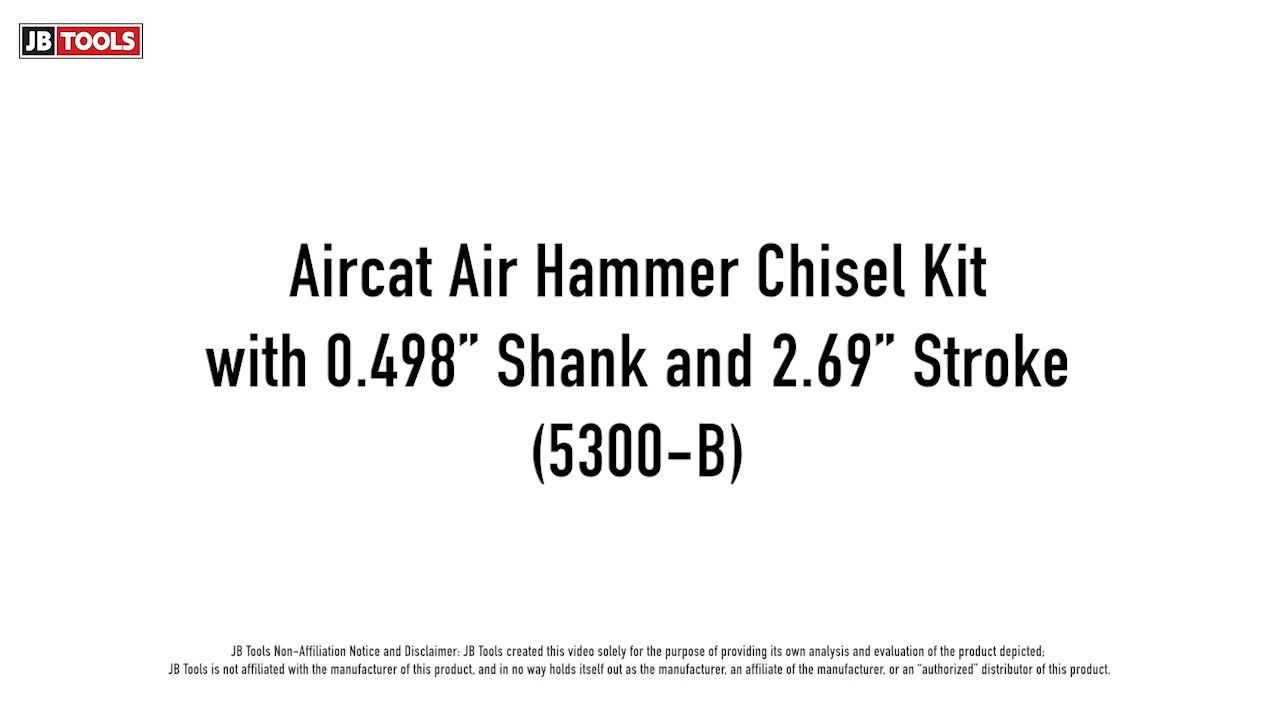 JB TOOLS
Aircat Air Hammer Chisel Kit
with 0.498” Shank and 2.69” Stroke
(5300-B)
JB Tools Non-Affiliation Notice and Disclaimer: JB Tools created this video solely for the purpose of providing its own analysis and evaluation of the product depicted;
JB Tools is not affiliated with the manufacturer of this product, and in no way holds itself out as the manufacturer, an affiliate of the manufacturer, or an “authorized” distributor of this product.